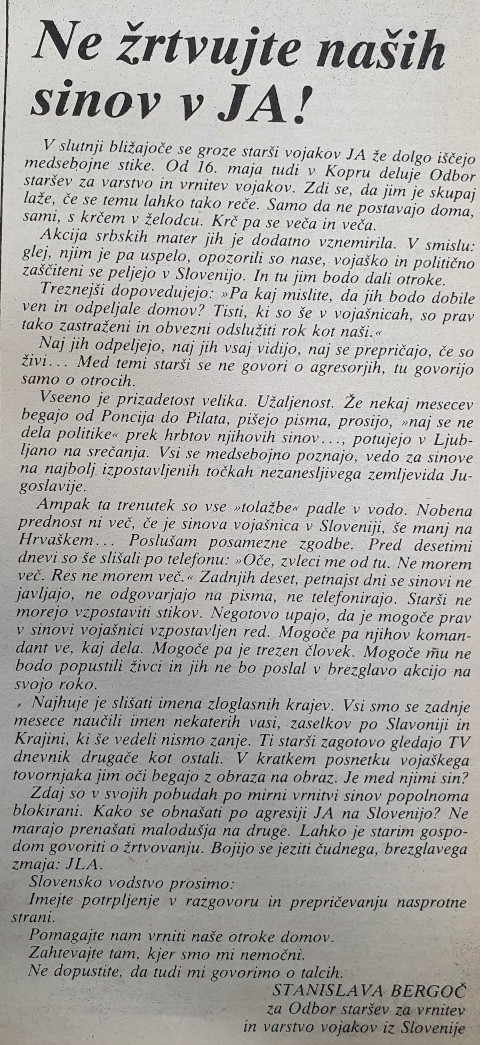 Ne žrtvujte naših
sinov v JA!
V slutnji bližajoče se groze starši vojakov JA že dolgo iščejo
medsebojne stike. Od 16. maja tudi v Kopru deluje Odbor
staršev za varstvo in vrnitev vojakov. Zdi se, da jim je skupaj
laže, če se temu lahko tako reče. Samo da ne postavajo doma,
sami, s krčem v želodcu. Krč pa se veča in veča.
Akcija srbskih mater jih je dodatno vznemirila. V smislu:
glej, njim je pa uspelo, opozorili so nase, vojaško in politično
zaščiteni se peljejo v Slovenijo. In tu jim bodo dali otroke.
Treznejši dopovedujejo: »Pa kaj mislite, da jih bodo dobile
ven in odpeljale domov? Tisti, ki so še v vojašnicah, so prav
tako zastraženi in obvezni odslužiti rok kot naši.«
Naj jih odpeljejo, naj jih vsaj vidijo, naj se prepričajo, če so
živi... Med temi starši se ne govori o agresorjih, tu govorijo
samo o otrocih.
Vseeno je prizadetost velika. Užaljenost. Že nekaj mesecev
begajo od Poncija do Pilata, pišejo pisma, prosijo, »naj se ne
dela politike« prek hrbtov njihovih sinov..., potujejo v Ljub-
ljano na srečanja. Vsi se medsebojno poznajo, vedo za sinove
na najbolj izpostavljenih točkah nezanesljivega zemljevida Ju-
goslavije.
Ampak ta trenutek so vse »tolažbe« padle v vodo. Nobena
prednost ni več, če je sinova vojašnica v Sloveniji, še manj na
Hrvaškem... Poslušam posamezne zgodbe. Pred desetimi
dnevi so še slišali po telefonu: »Oče, zvleci me od tu. Ne morem
več. Res ne morem več.« Zadnjih deset, petnajst dni se sinovi ne
javljajo, ne odgovarjajo na pisma, ne telefonirajo. Starši ne
morejo vzpostaviti stikov. Negotovo upajo, da je mogoče prav
v sinovi vojašnici vzpostavljen red. Mogoče pa njihov koman-
dant ve, kaj dela. Mogoče pa je trezen človek. Mogoče mu ne
bodo popustili živci in jih ne bo poslal v brezglavo akcijo na
svojo roko.
Najhuje je slišati imena zloglasnih krajev. Vsi smo se zadnje
mesece naučili imen nekaterih vasi, zaselkov po Slavoniji in
Krajini, ki še vedeli nismo zanje. Ti starši zagotovo gledajo TV
dnevnik drugače kot ostali. V kratkem posnetku vojaškega
tovornjaka jim oči begajo z obraza na obraz. Je med njimi sin?
Zdaj so v svojih pobudah po mirni vrnitvi sinov popolnoma
blokirani. Kako se obnašati po agresiji JA na Slovenijo? Ne
marajo prenašati malodušja na druge. Lahko je starim gospo-
dom govoriti o žrtvovanju. Bojijo se jeziti čudnega, brezglavega
zmaja: JLA.
Slovensko vodstvo prosimo:
Imejte potrpljenje v razgovoru in prepričevanju nasprotne
strani.
Pomagajte nam vrniti naše otroke domov.
Zahtevajte tam, kjer smo mi nemočni.
Ne dopustite, da tudi mi govorimo o talcih.
STANISLAVA BERGOČ
za Odbor staršev za vrnitev
in varstvo vojakov iz Slovenije